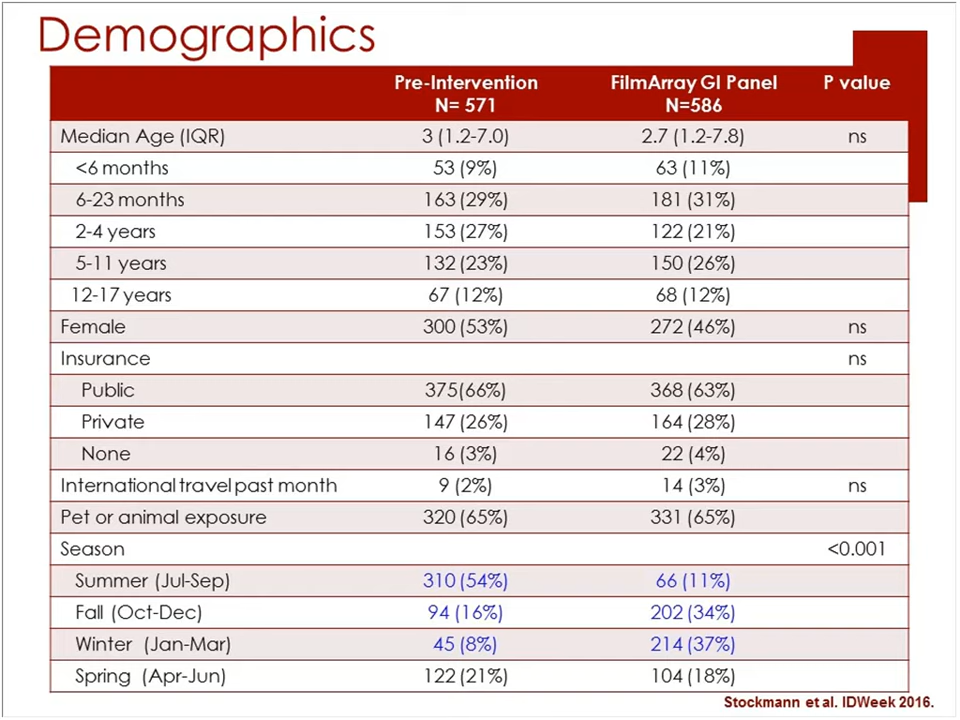 Demographics
Pre-Intervention N= 571 FilmArray GI Panel N=586 P value
Median Age (IQR) 3 (1.2-7.0) 2.7 (1.2-7.8) ns
<6 months 53 (9%) 63 (11%)
6-23 months 163 (29%) 181 (31%)
2-4 years 153 (27%) 122 (21%)
5-11 years 132 (23%) 150 (26%)
12-17 years 67 (12%) 68 (12%)
Female 300 (53%) 272 (46%) ns
Insurance ns
Public 375(66%) 368 (63%)
Private 147 (26%) 164 (28%)
None 16 (3%) 22 (4%)
International travel past month 9 (2%) 14 (3%) ns
Pet or animal exposure 320 (65%) 331 (65%)
Season <0.001
Summer (Jul-Sep) 310 (54%) 66 (11%)
Fall (Oct-Dec) 94 (16%) 202 (34%)
Winter (Jan-Mar) 45 (8%) 214 (37%)
Spring (Apr-Jun) 122 (21%) 104 (18%)
Stockmann et al. IDWeek 2016.